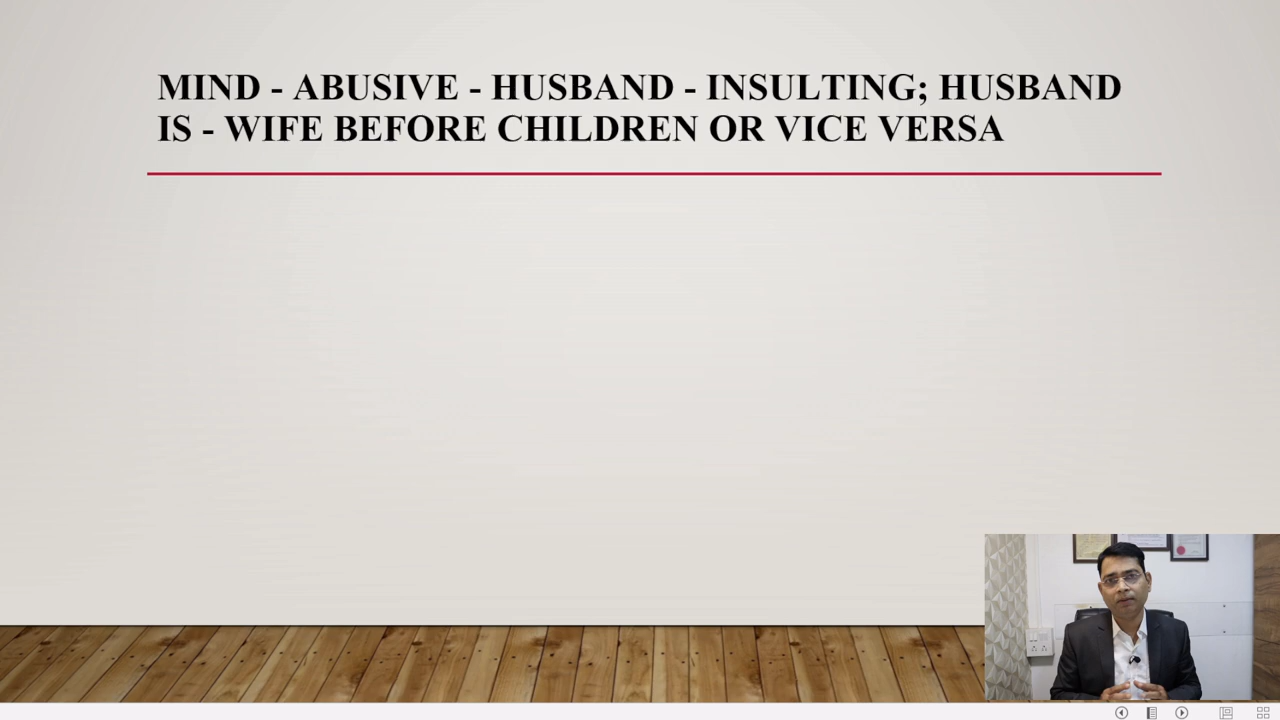 MIND - ABUSIVE - HUSBAND - INSULTING; HUSBAND
IS - WIFE BEFORE CHILDREN OR VICE VERSA